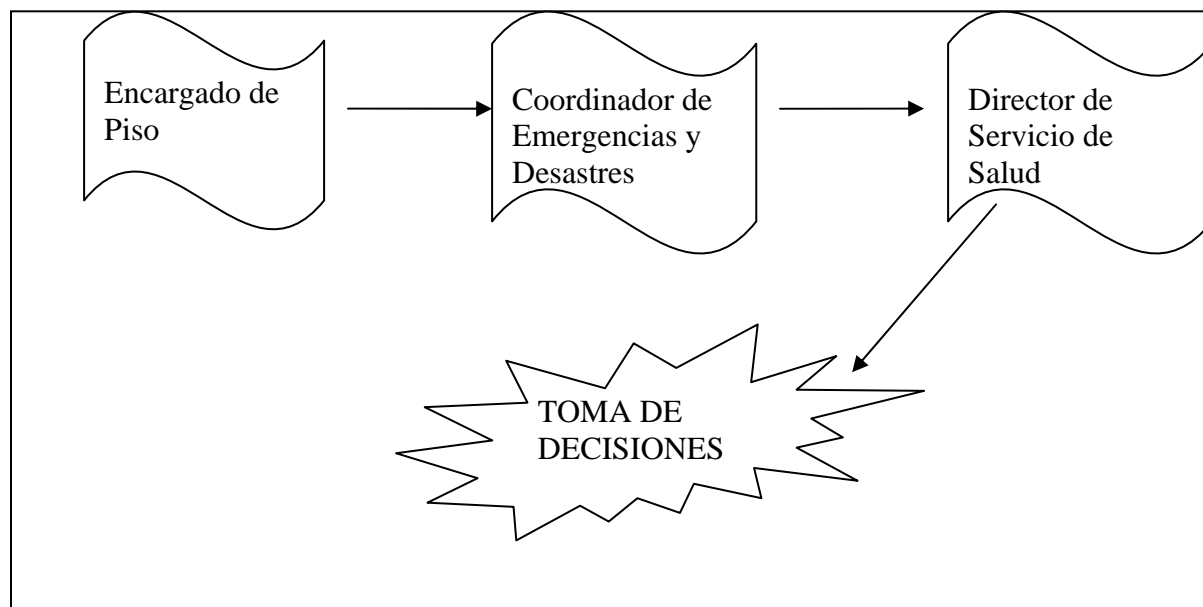 Encargado de
Piso
Coordinador de
Emergencias y
Desastres
Director de
Servicio de
Salud
TOMA DE
DECISIONES